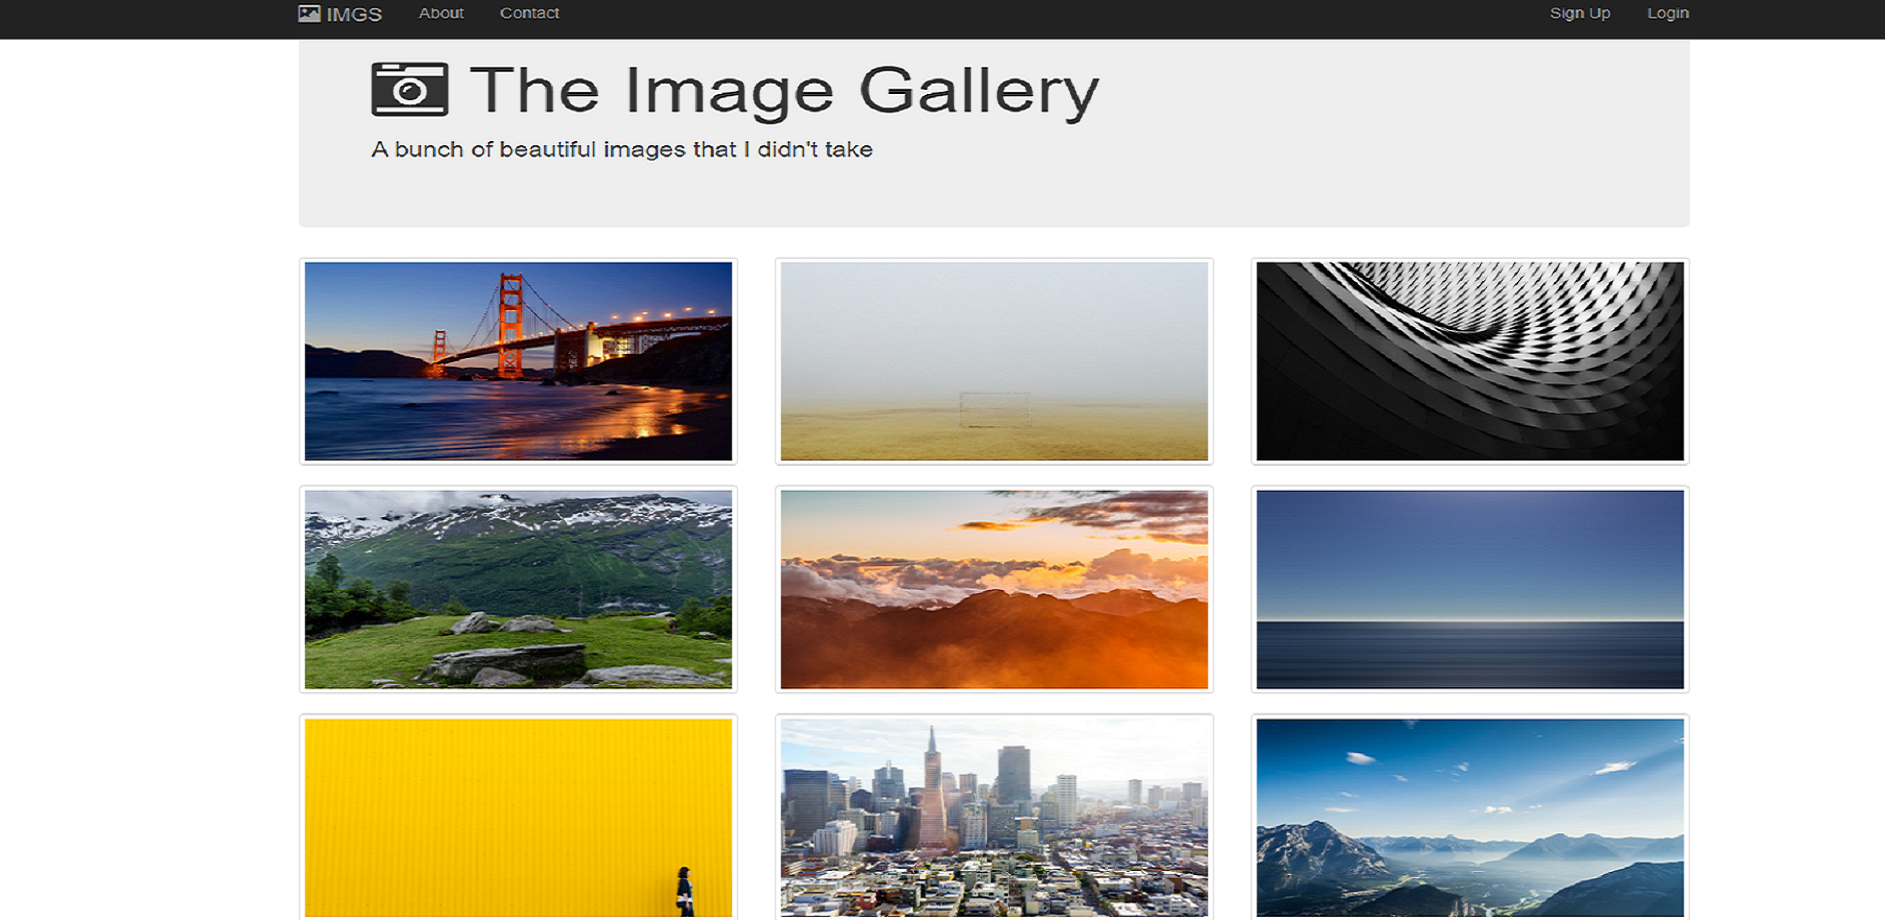 IMGS About Contact Sign Up Login
The Image Gallery
A bunch of beautiful images that I didn't take